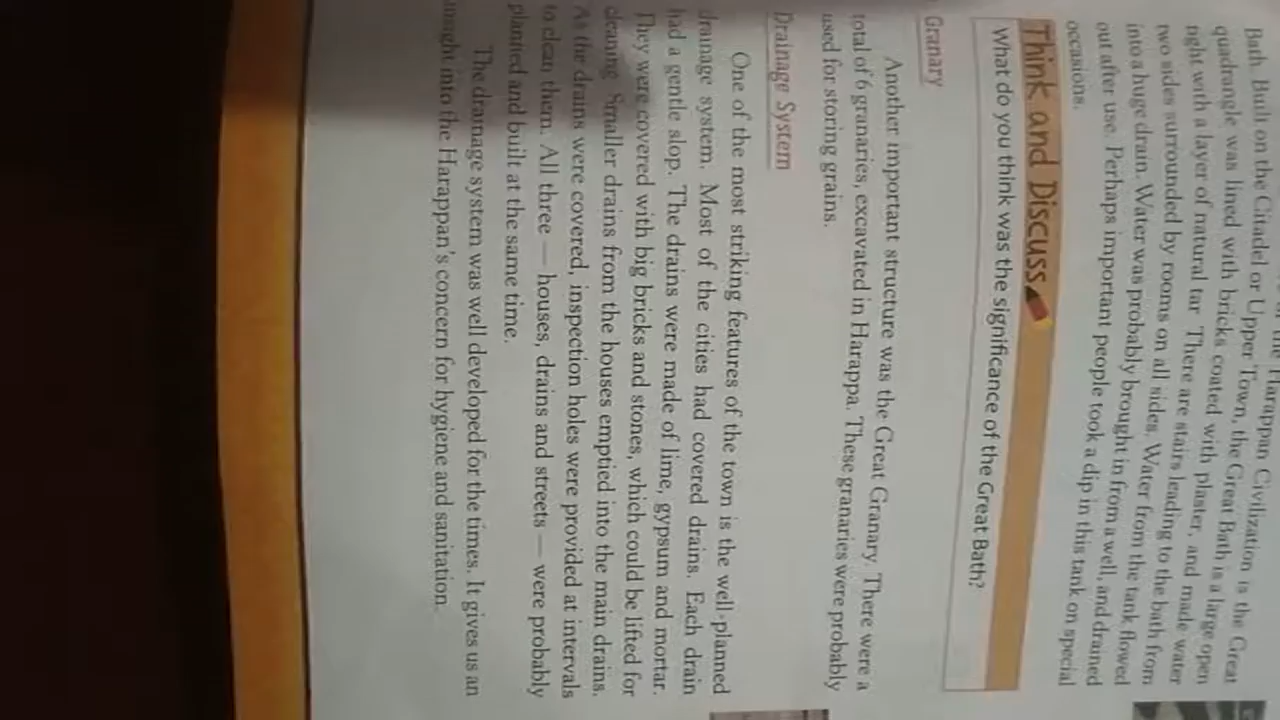 the Harappan Civilization is the Great
Bath. Built on the Citadel or Upper Town, the Great Bath is a large open
quadrangle was lined with bricks, coated with plaster, and made water
tight with a layer of natural tar There are stairs leading to the bath from
two sides surrounded by rooms on all sides. Water from the tank flowed
into a huge drain. Water was probably brought in from a well, and drained
out after use. Perhaps important people took a dip in this tank on special
occasions.
Think and Discuss
What do you think was the significance of the Great Bath?
Granary
Another important structure was the Great Granary. There were a
total of 6 granaries, excavated in Harappa. These granaries were probably
used for storing grains.
Drainage System
One of the most striking features of the town is the well-planned
drainage system. Most of the cities had covered drains. Each drain
had a gentle slop. The drains were made of lime, gypsum and mortar.
They were covered with big bricks and stones, which could be lifted for
cleaning. Smaller drains from the houses emptied into the main drains.
As the drains were covered, inspection holes were provided at intervals
to clean them. All three — houses, drains and streets — were probably
planned and built at the same time.
The drainage system was well developed for the times. It gives us an
insight into the Harappan's concern for hygiene and sanitation.